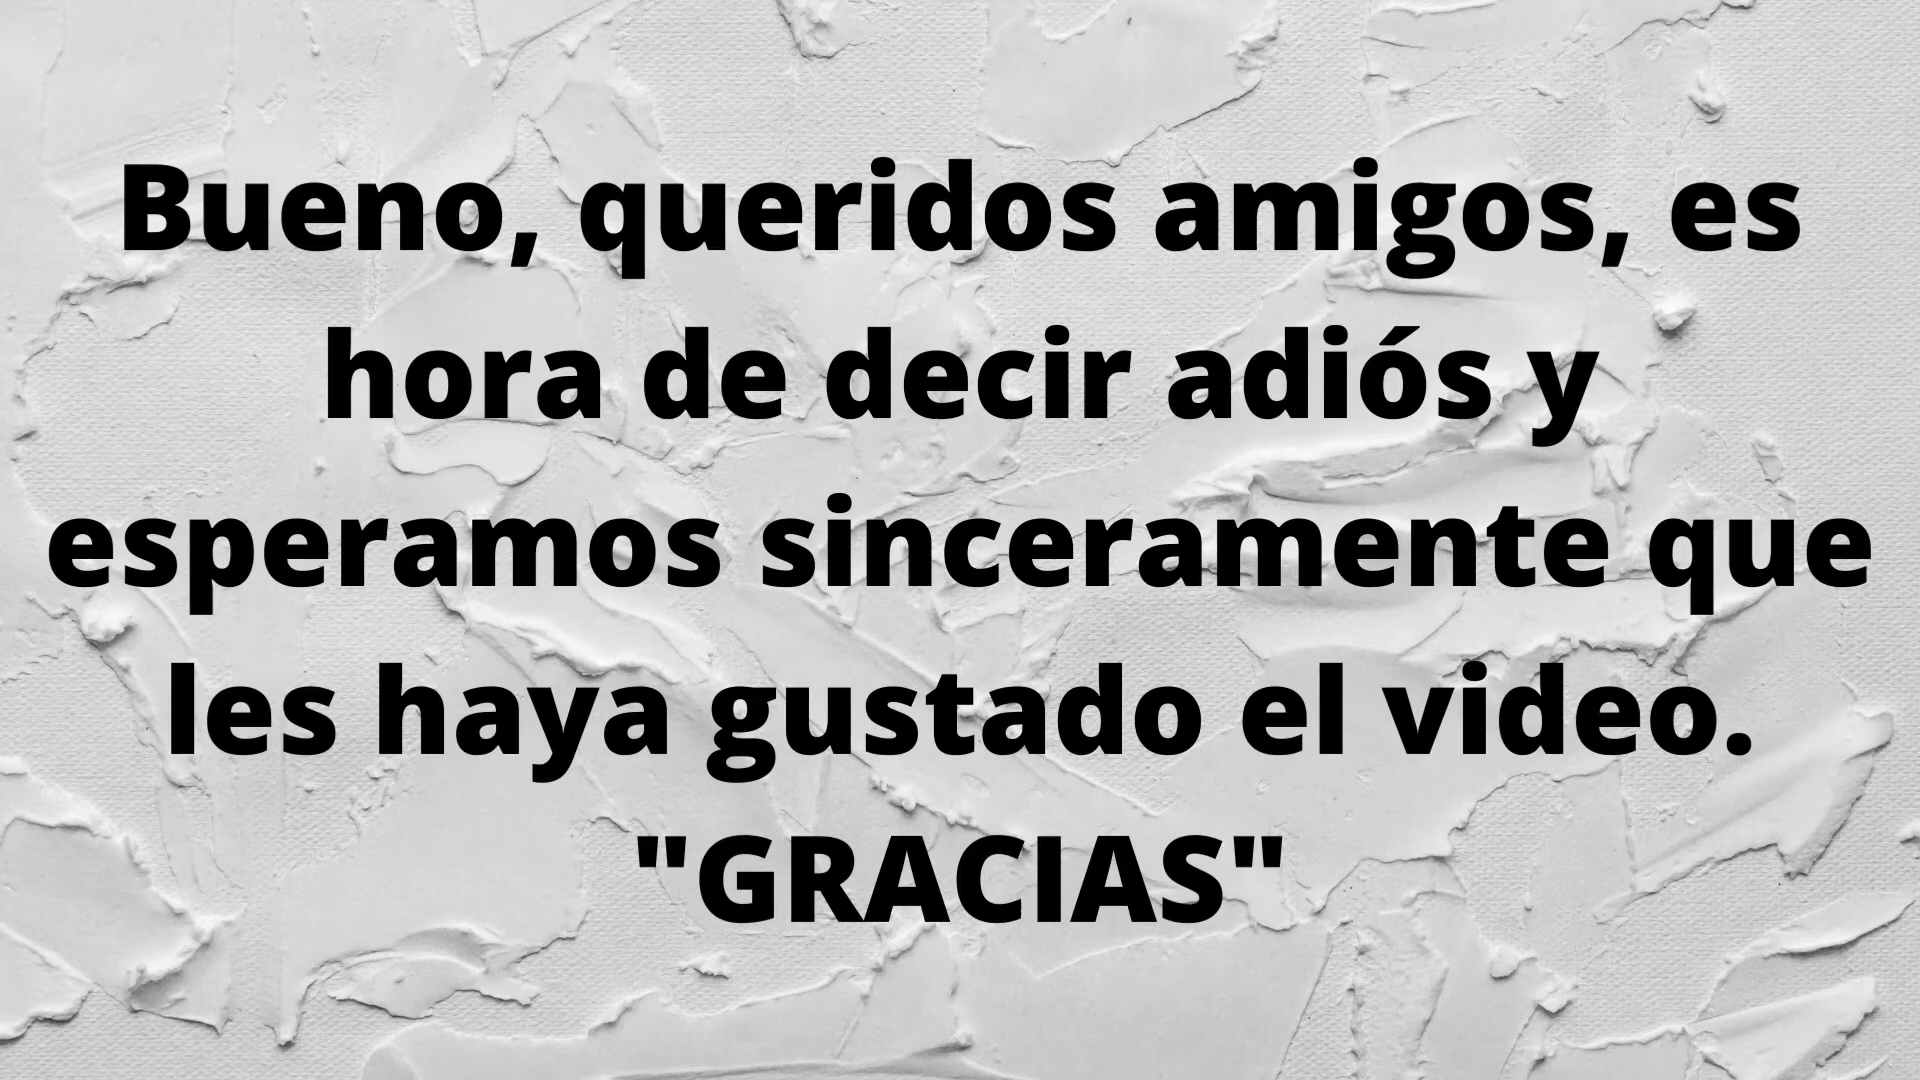 Bueno, queridos amigos, es
hora de decir adiós y
esperamos sinceramente que
les haya gustado el video.
"GRACIAS"